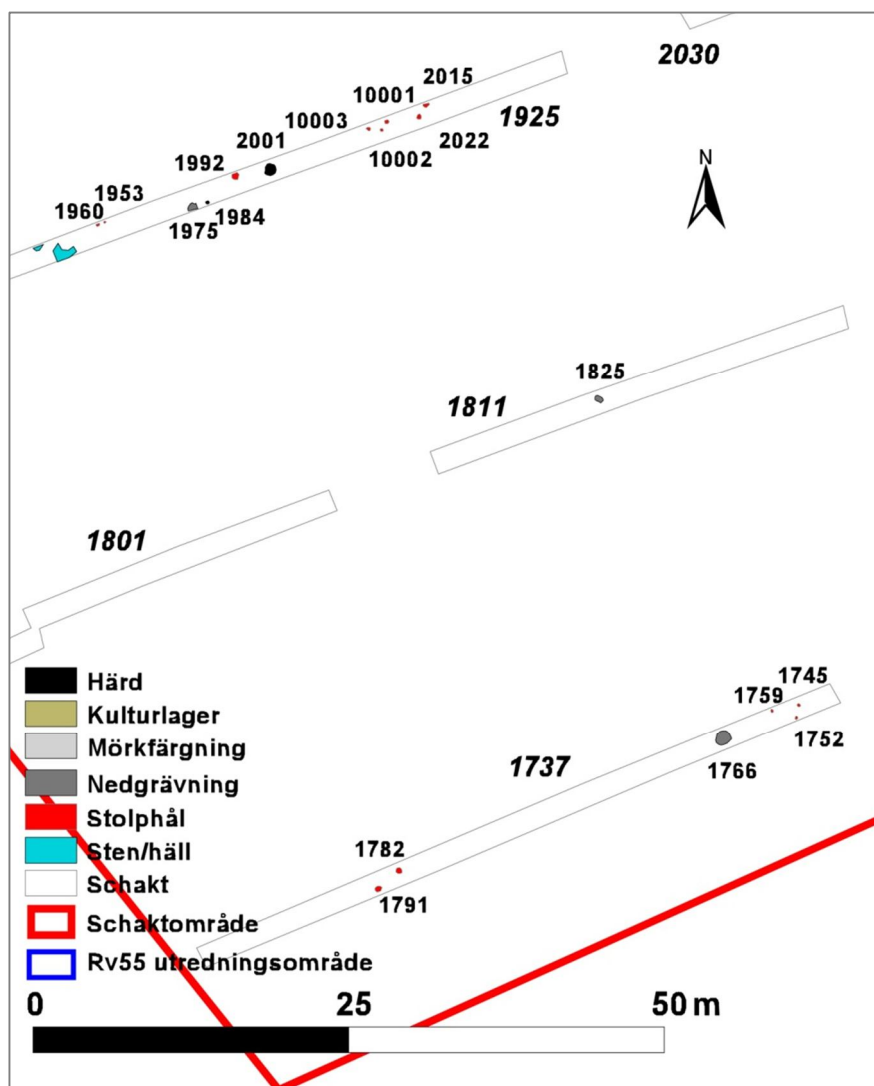 2030
2015
10001
1925
10003
2001
2022
1992
10002
1953
1960
1984
1975
N
1825
1811
1801
1745
1759
1752
1737
1766
1782
1791
Härd
Kulturlager
Mörkfärgning
Nedgrävning
Stolphål
Sten/häll
Schakt
Schaktområde
Rv55 utredningsområde
0 25 50 m